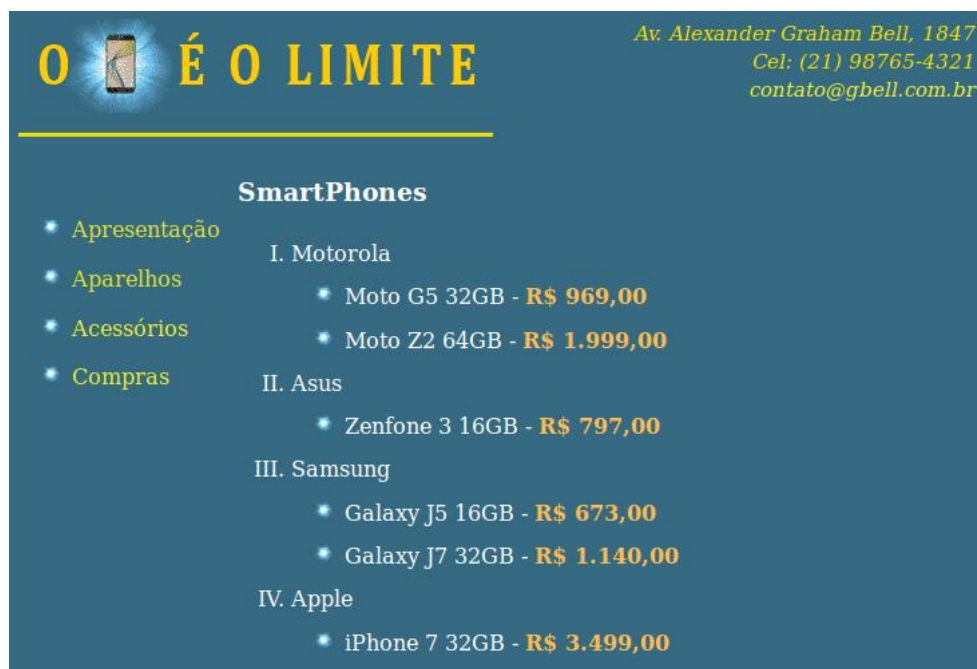 O É O LIMITE
Av. Alexander Graham Bell, 1847
Cel: (21) 98765-4321
contato@gbell.com.br
Apresentação
Aparelhos
Acessórios
Compras
SmartPhones
I. Motorola
Moto G5 32GB - R$ 969,00
Moto Z2 64GB - R$ 1.999,00
II. Asus
Zenfone 3 16GB - R$ 797,00
III. Samsung
Galaxy J5 16GB - R$ 673,00
Galaxy J7 32GB - R$ 1.140,00
IV. Apple
iPhone 7 32GB - R$ 3.499,00